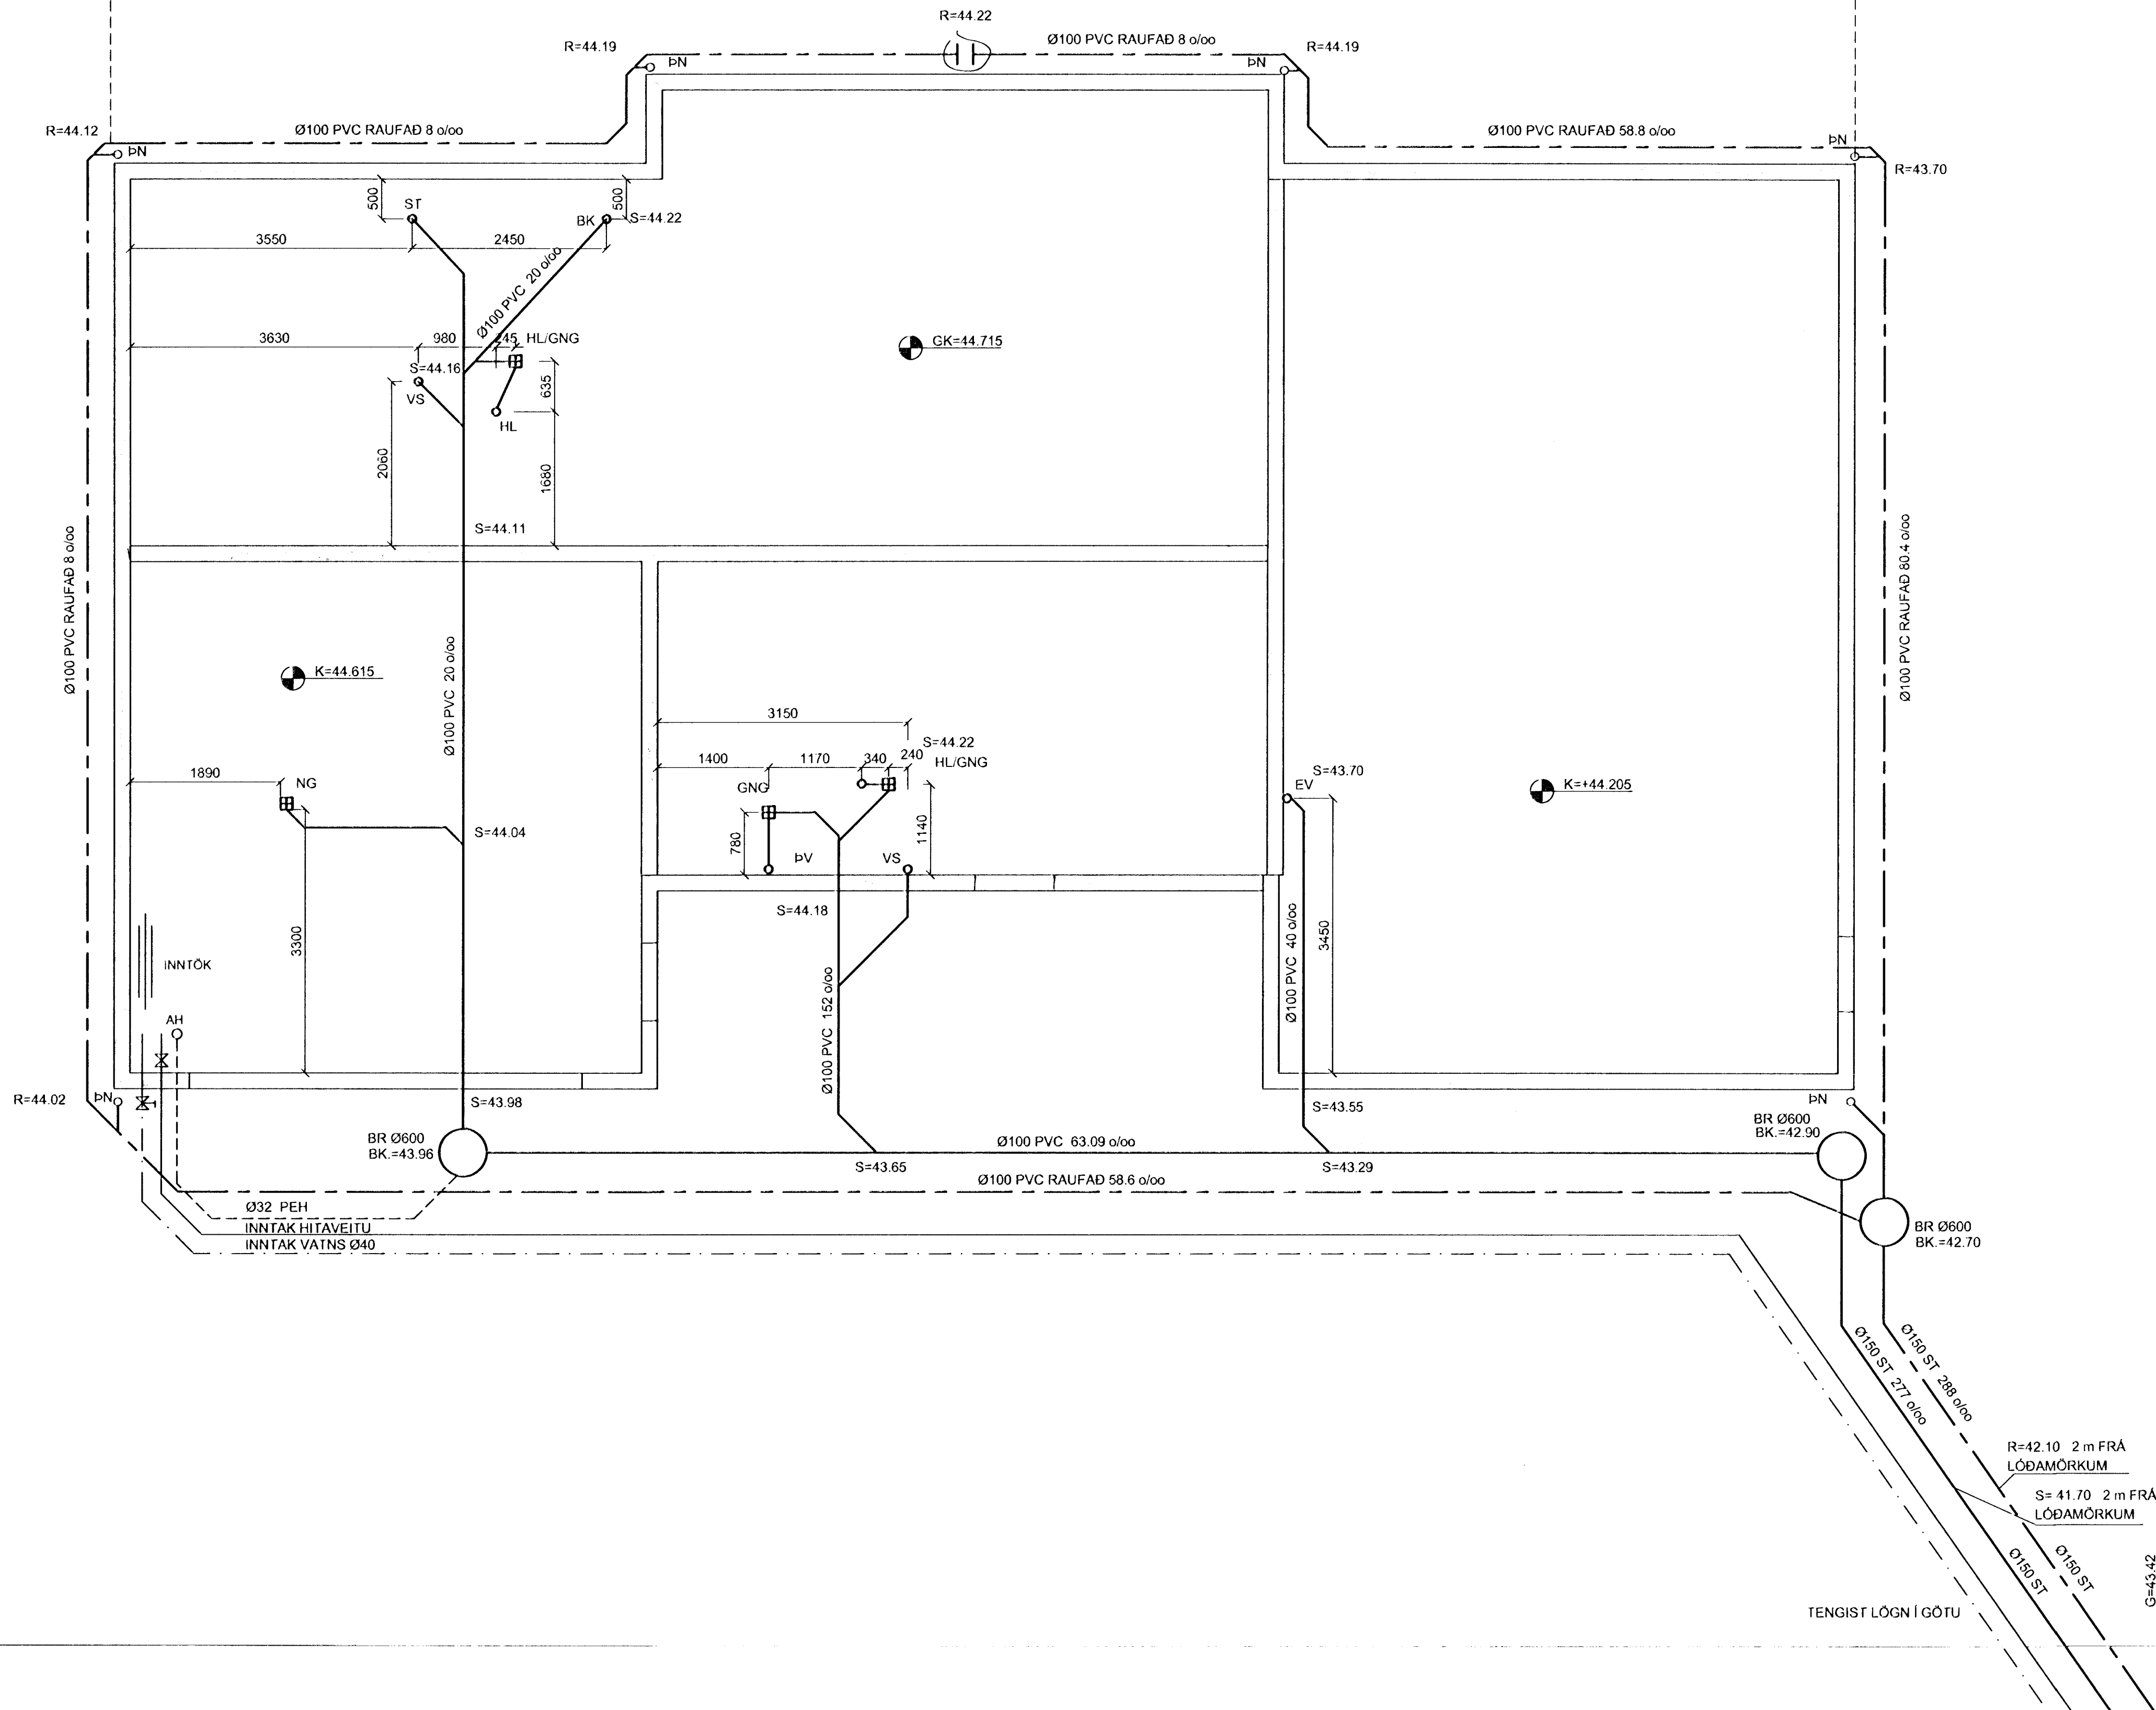 R=44.22
R=44.19
ÞN
Ø100 PVC RAUFAÐ 8 o/oo
ÞN
R=44.19
R=44.12
ÞN
Ø100 PVC RAUFAÐ 8 o/oo
Ø100 PVC RAUFAÐ 58.8 o/oo
ÞN
R=43.70
500
ST
500
BK
S=44.22
3550
2450
Ø100 PVC 20 o/oo
3630
980
245
HL/GNG
GK=44.715
S=44.16
VS
635
HL
2060
1680
S=44.11
Ø100 PVC RAUFAÐ 8 o/oo
Ø100 PVC RAUFAÐ 80.4 o/oo
K=44.615
Ø100 PVC 20 o/oo
3150
S=44.22
1400
1170
340
240
HL/GNG
1890
NG
GNG
S=43.70
EV
K=+44.205
S=44.04
780
1140
ÞV
VS
S=44.18
3300
Ø100 PVC 152 o/oo
Ø100 PVC 40 o/oo
3450
INNTÖK
AH
R=44.02
ÞN
S=43.98
S=43.55
ÞN
BR Ø600
BK.=43.96
Ø100 PVC 63.09 o/oo
BR Ø600
BK.=42.90
S=43.65
S=43.29
Ø100 PVC RAUFAÐ 58.6 o/oo
Ø32 PEH
INNTAK HITAVEITU
INNTAK VATNS Ø40
BR Ø600
BK.=42.70
Ø150 ST 277 o/oo
Ø150 ST 288 o/oo
R=42.10 2 m FRÁ
LÓÐAMÖRKUM
S= 41.70 2 m FRÁ
LÓÐAMÖRKUM
Ø150 ST
Ø150 ST
G=43.42
TENGIST LÖGN Í GÖTU